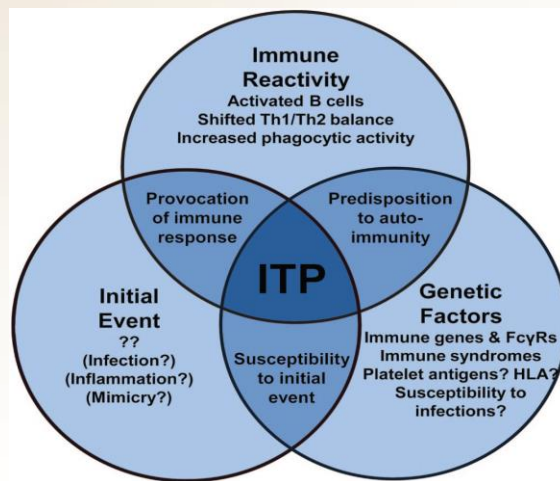 Immune
Reactivity
Activated B cells
Shifted Th1/Th2 balance
Increased phagocytic activity
Provocation
of immune
response
Predisposition
to auto-
immunity
ITP
Initial
Event
??
(Infection?)
(Inflammation?)
(Mimicry?)
Susceptibility
to initial
event
Genetic
Factors
Immune genes & FcγRs
Immune syndromes
Platelet antigens? HLA?
Susceptibility to
infections?